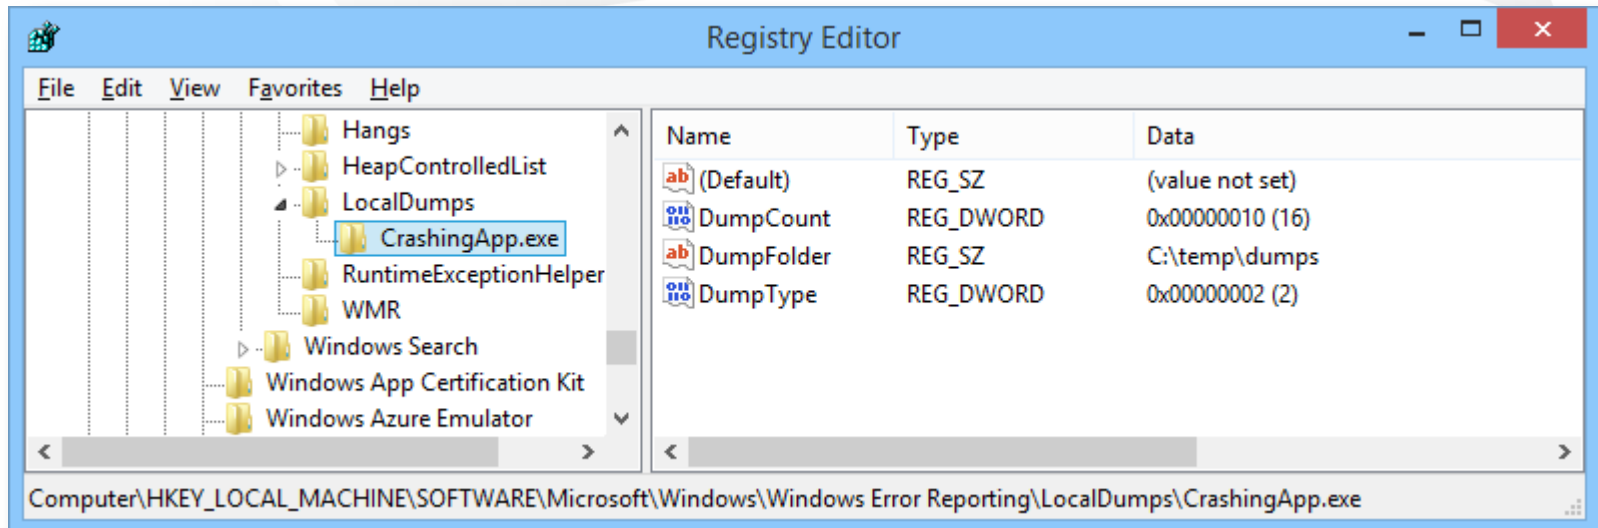 Registry Editor
File Edit View Favorites Help
Hangs
HeapControlledList
LocalDumps
CrashingApp.exe
RuntimeExceptionHelper
WMR
Windows Search
Windows App Certification Kit
Windows Azure Emulator
Name Type Data
(Default) REG_SZ (value not set)
DumpCount REG_DWORD 0x00000010 (16)
DumpFolder REG_SZ C:\temp\dumps
DumpType REG_DWORD 0x00000002 (2)
Computer\HKEY_LOCAL_MACHINE\SOFTWARE\Microsoft\Windows\Windows Error Reporting\LocalDumps\CrashingApp.exe